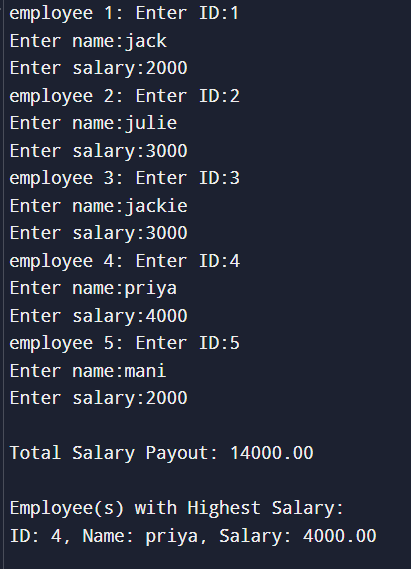 employee 1: Enter ID:1
Enter name:jack
Enter salary:2000
employee 2: Enter ID:2
Enter name:julie
Enter salary:3000
employee 3: Enter ID:3
Enter name:jackie
Enter salary:3000
employee 4: Enter ID:4
Enter name:priya
Enter salary:4000
employee 5: Enter ID:5
Enter name:mani
Enter salary:2000
Total Salary Payout: 14000.00
Employee(s) with Highest Salary:
ID: 4, Name: priya, Salary: 4000.00